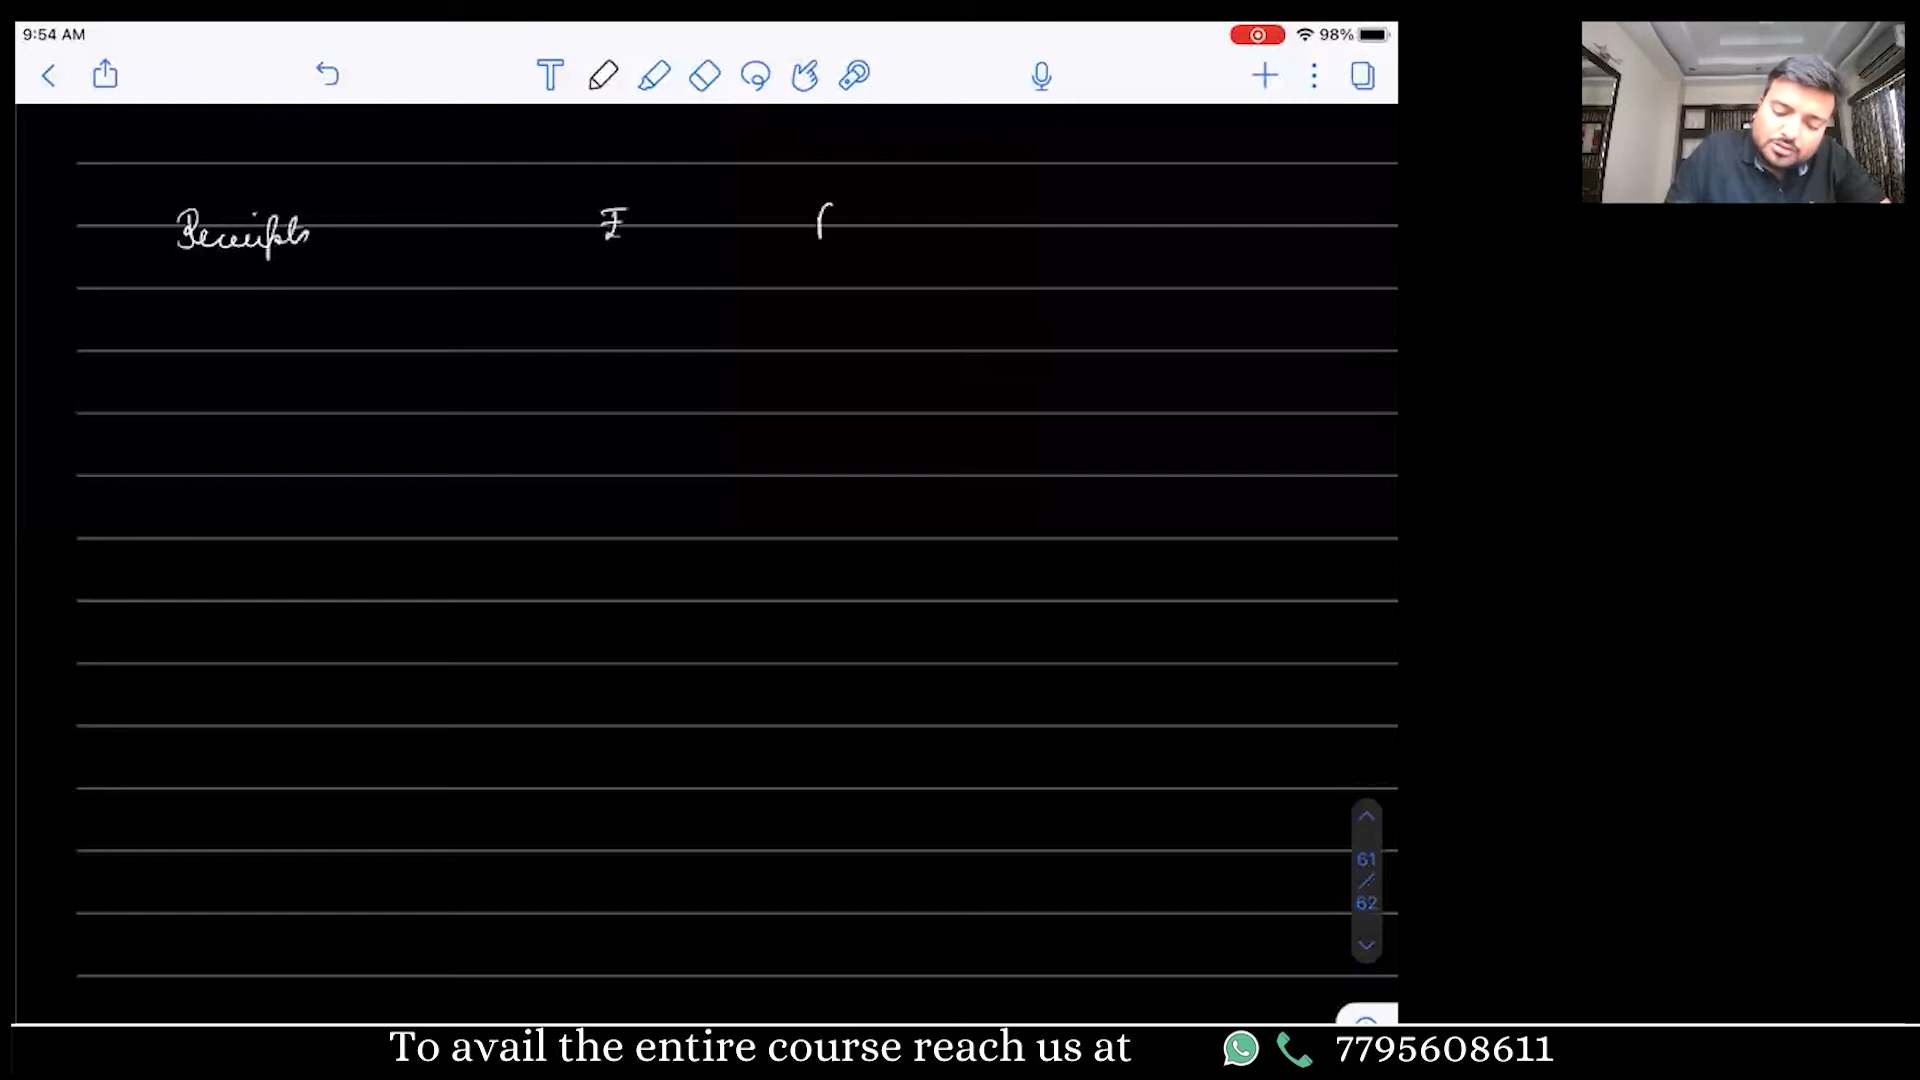 9:54 AM 98%
Receipts ₹
61
62
To avail the entire course reach us at 7795608611